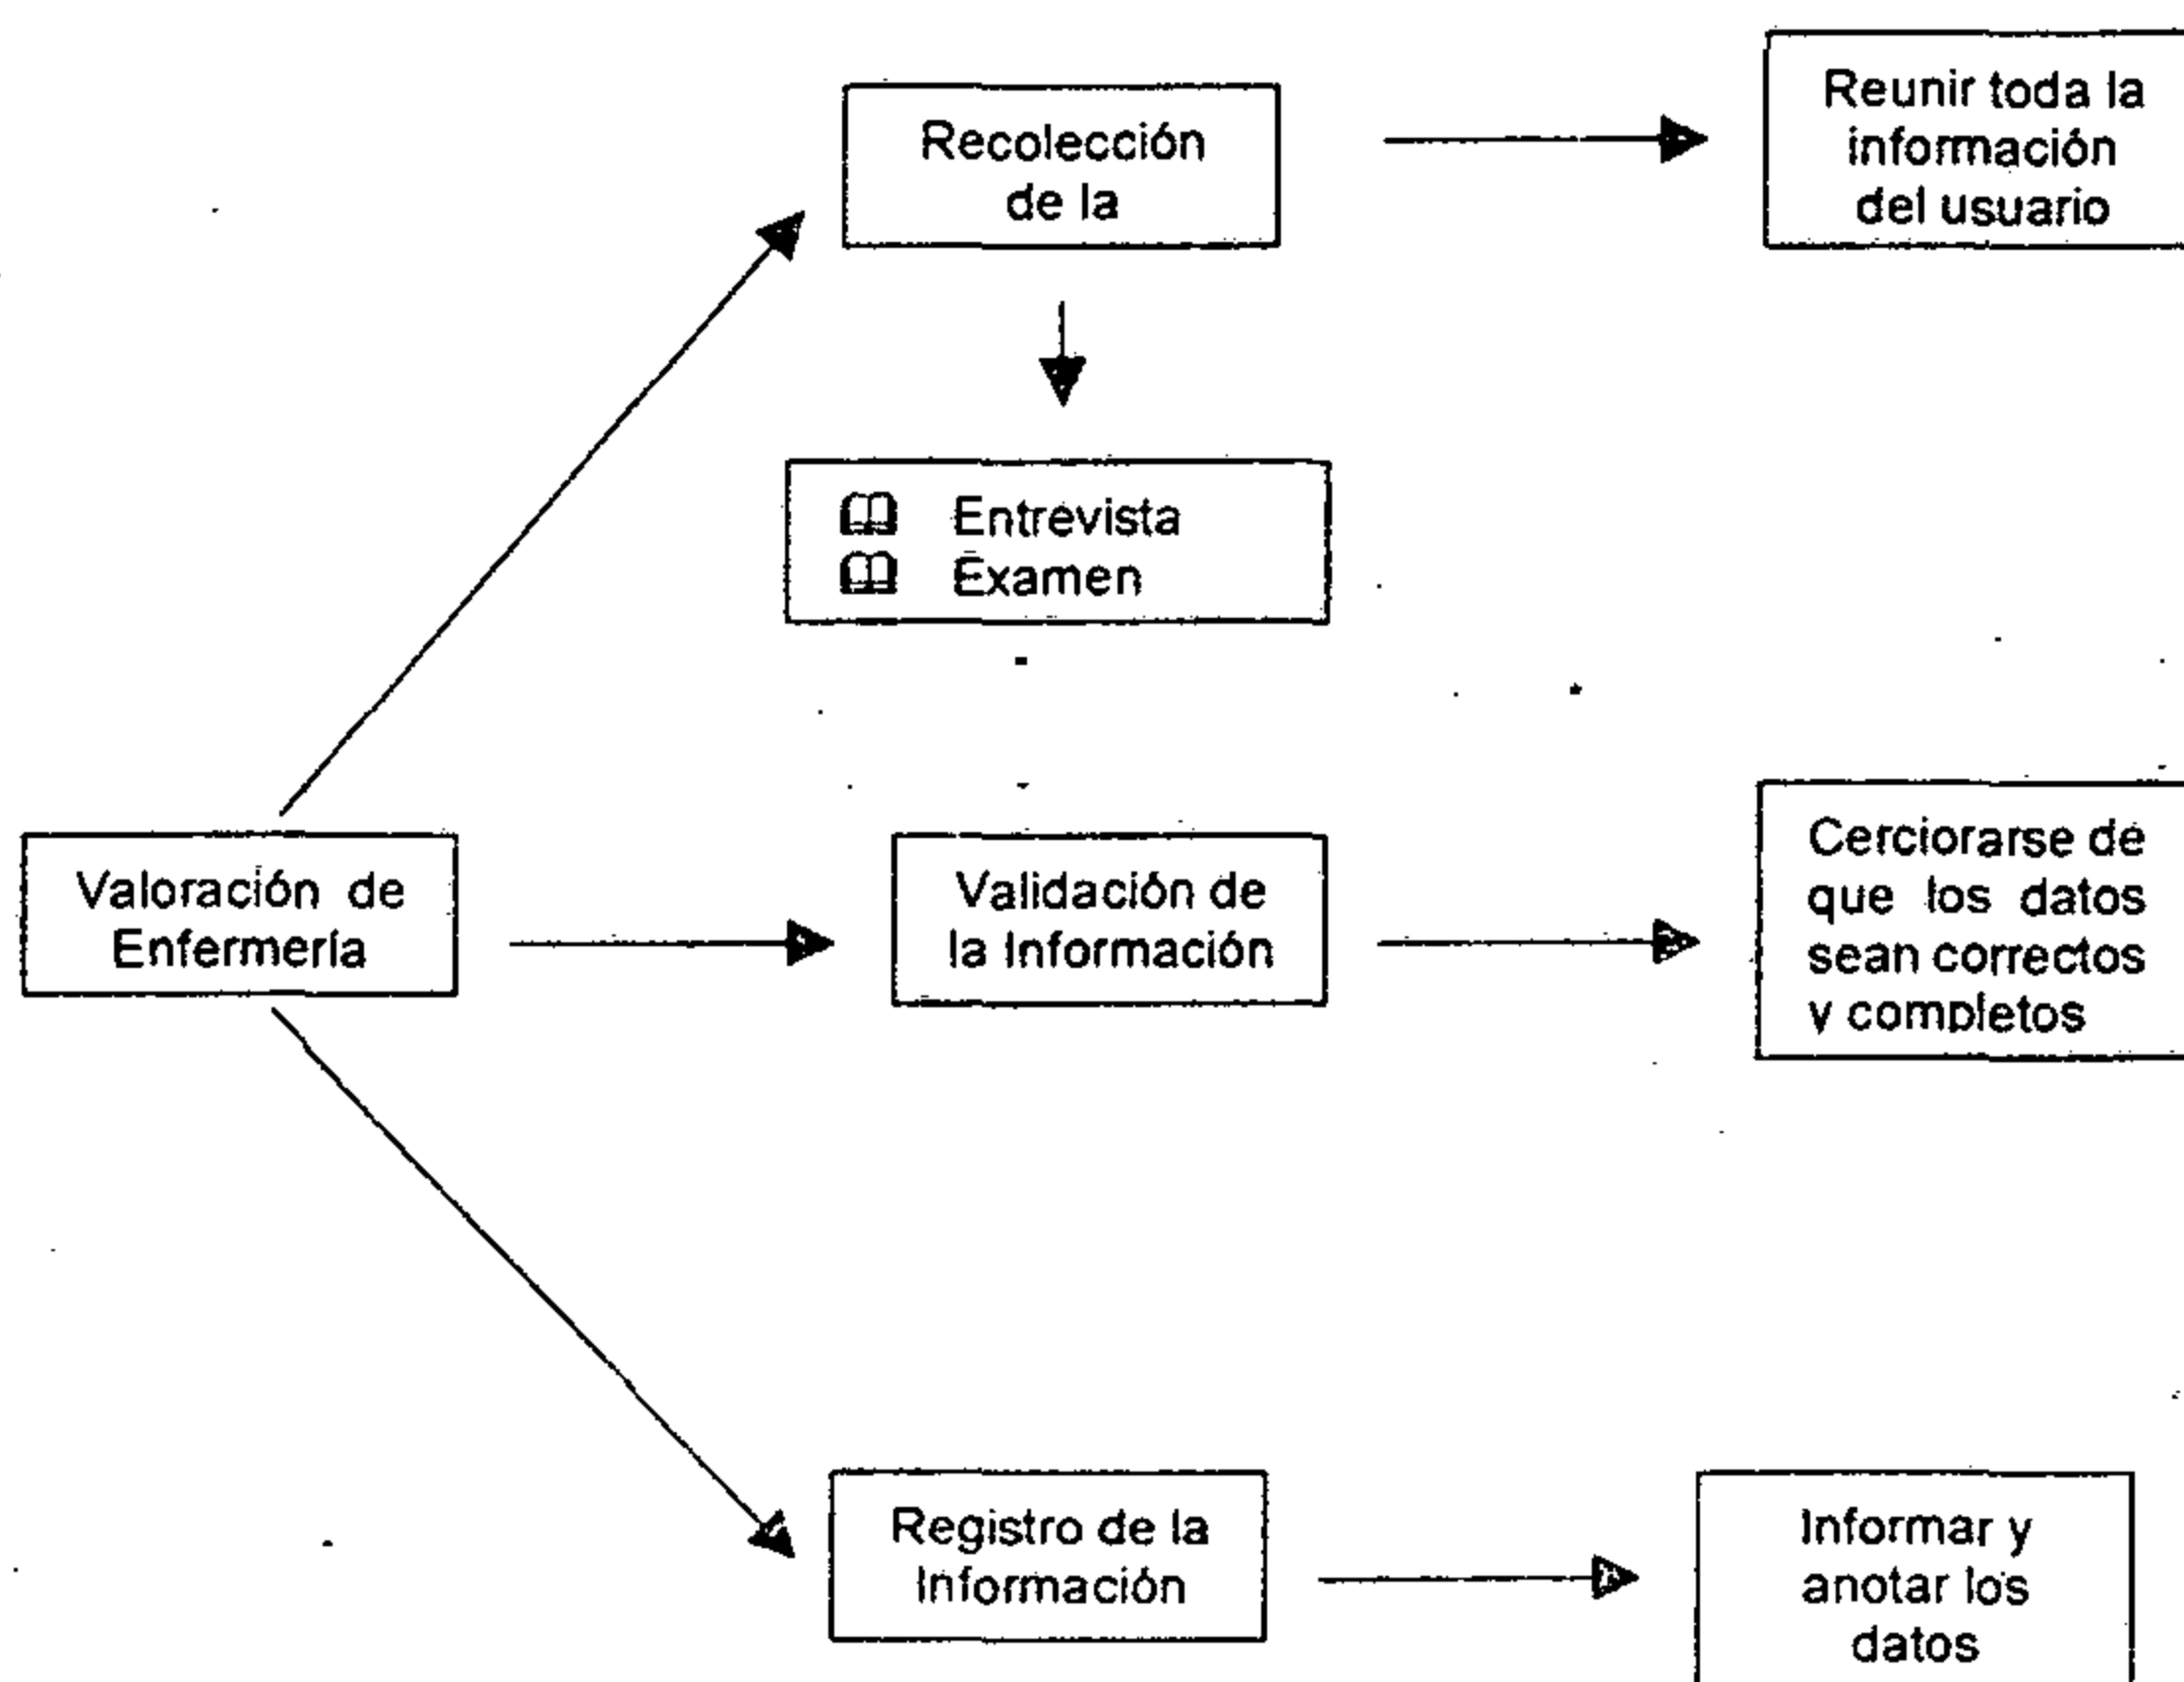 Recolección
de la
Reunir toda la
información
del usuario
Entrevista
Examen
Valoración de
Enfermería
Validación de
la Información
Cerciorarse de
que los datos
sean correctos
y completos
Registro de la
Información
Informar y
anotar los
datos